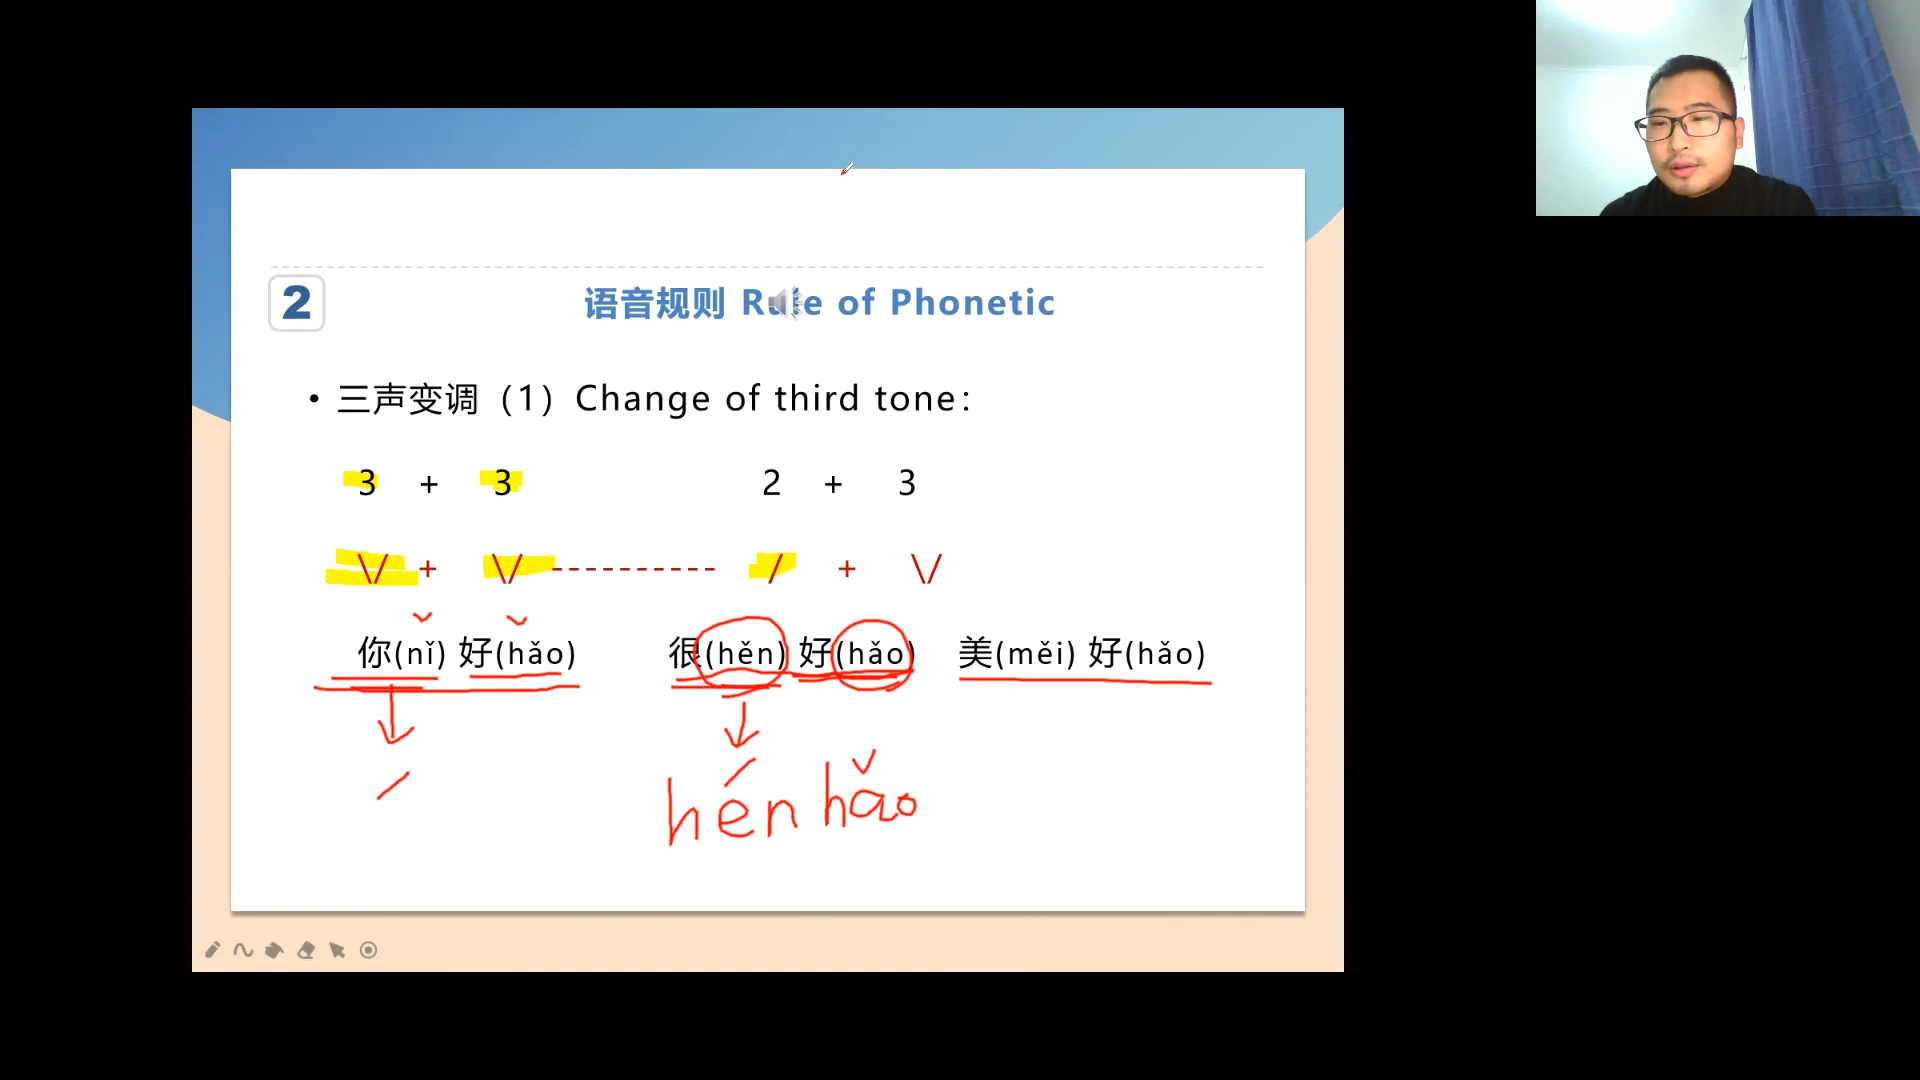 2
语音规则 Rule of Phonetic
• 三声变调（1）Change of third tone：
3 + 3 2 + 3
\/ + \/ ---------- / + \/
你(nǐ) 好(hǎo) 很(hěn) 好(hǎo) 美(měi) 好(hǎo)
hén hǎo